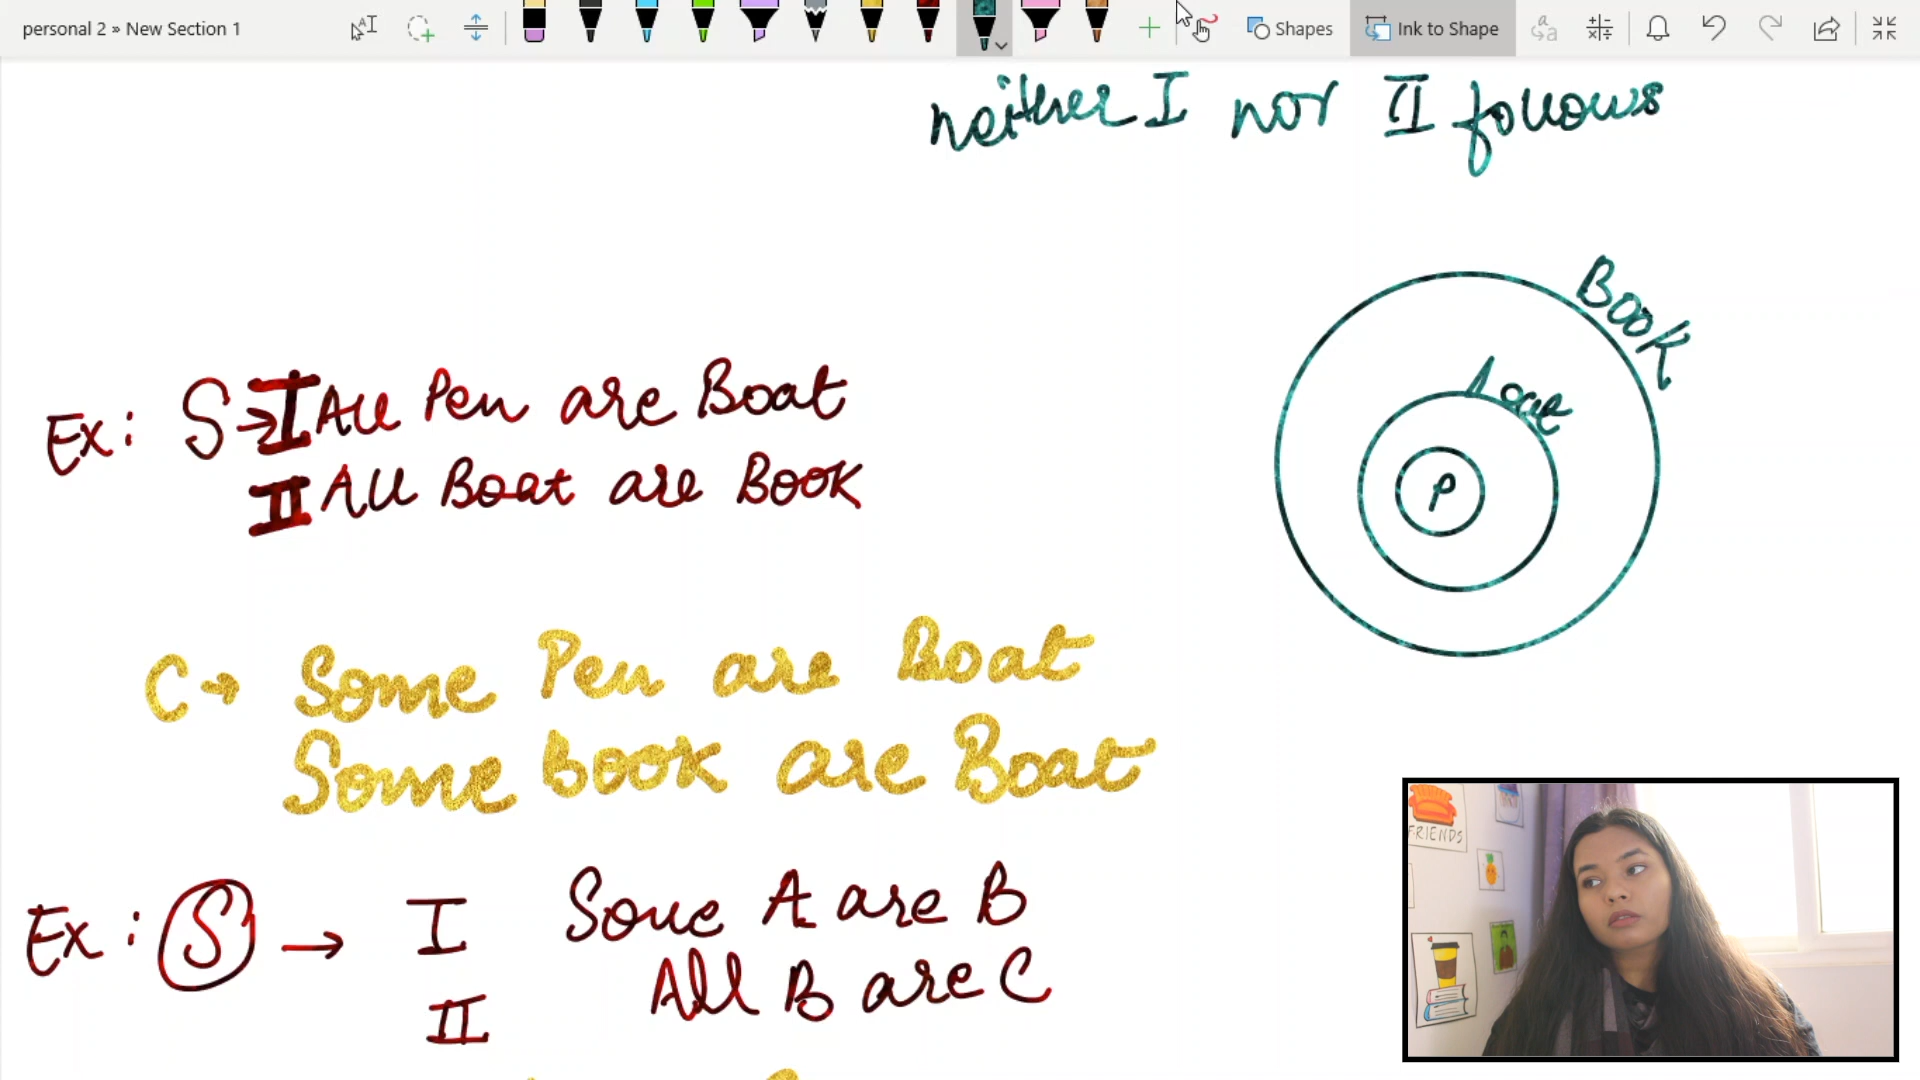 personal 2 » New Section 1
Shapes
Ink to Shape
neither I nor II follows
Book
P
Ex: S→I All Pen are Boat
II All Boat are Book
C→ Some Pen are Boat
Some book are Boat
FRIENDS
Ex: S → I Some A are B
II All B are C